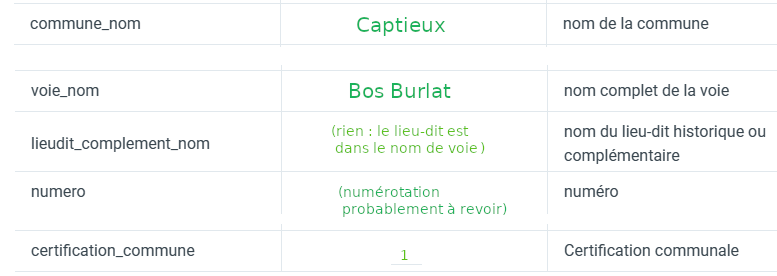 commune_nom Captieux nom de la commune
voie_nom Bos Burlat nom complet de la voie
lieudit_complement_nom (rien : le lieu-dit est dans le nom de voie ) nom du lieu-dit historique ou complémentaire
numero (numérotation probablement à revoir) numéro
certification_commune 1 Certification communale